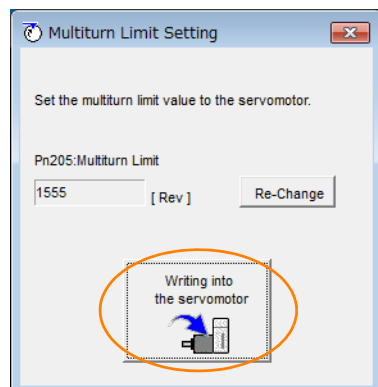 Multiturn Limit Setting
Set the multiturn limit value to the servomotor.
Pn205:Multiturn Limit
1555 [ Rev ] Re-Change
Writing into
the servomotor